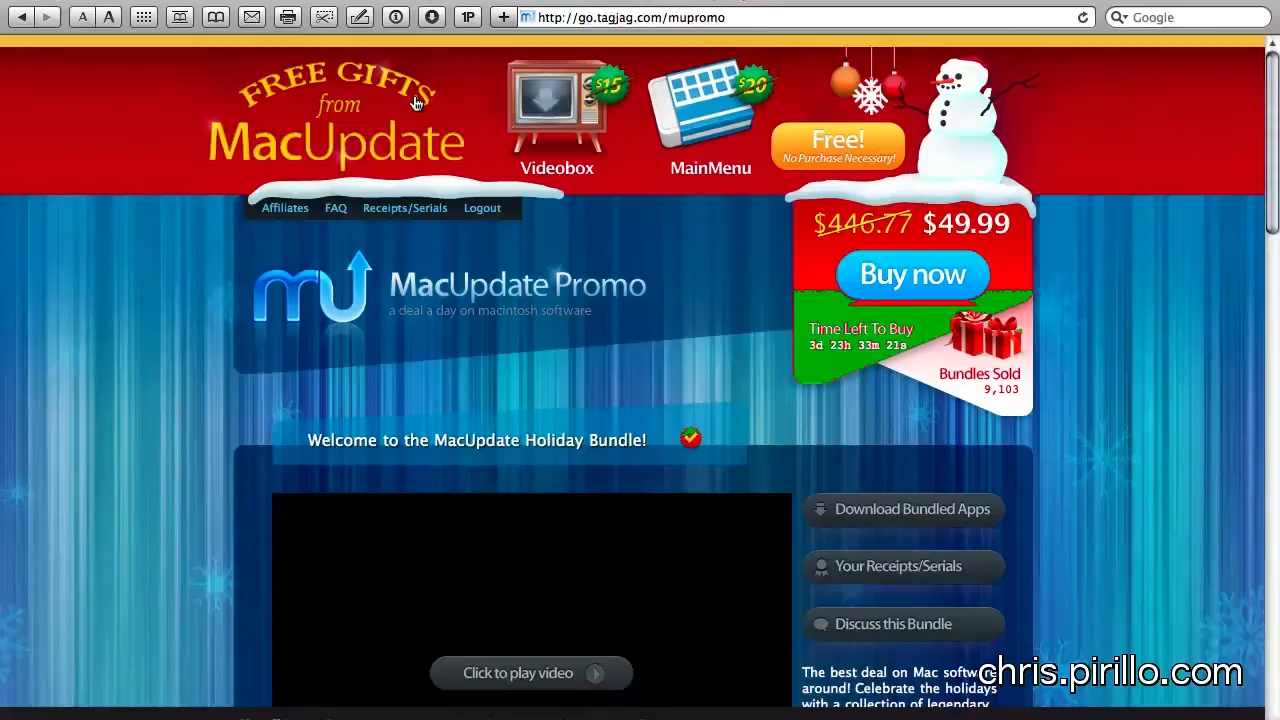 A A 1P + http://go.tagjag.com/mupromo Google
FREE GIFTS
from
MacUpdate
$15
$20
Videobox
MainMenu
Free!
No Purchase Necessary!
Affiliates FAQ Receipts/Serials Logout
$446.77 $49.99
Buy now
mu
MacUpdate Promo
a deal a day on macintosh software
Time Left To Buy
3d 23h 33m 21s
Bundles Sold
9,103
Welcome to the MacUpdate Holiday Bundle!
Download Bundled Apps
Your Receipts/Serials
Discuss this Bundle
Click to play video
The best deal on Mac software
around! Celebrate the holidays
with a collection of legendary
chris.pirillo.com